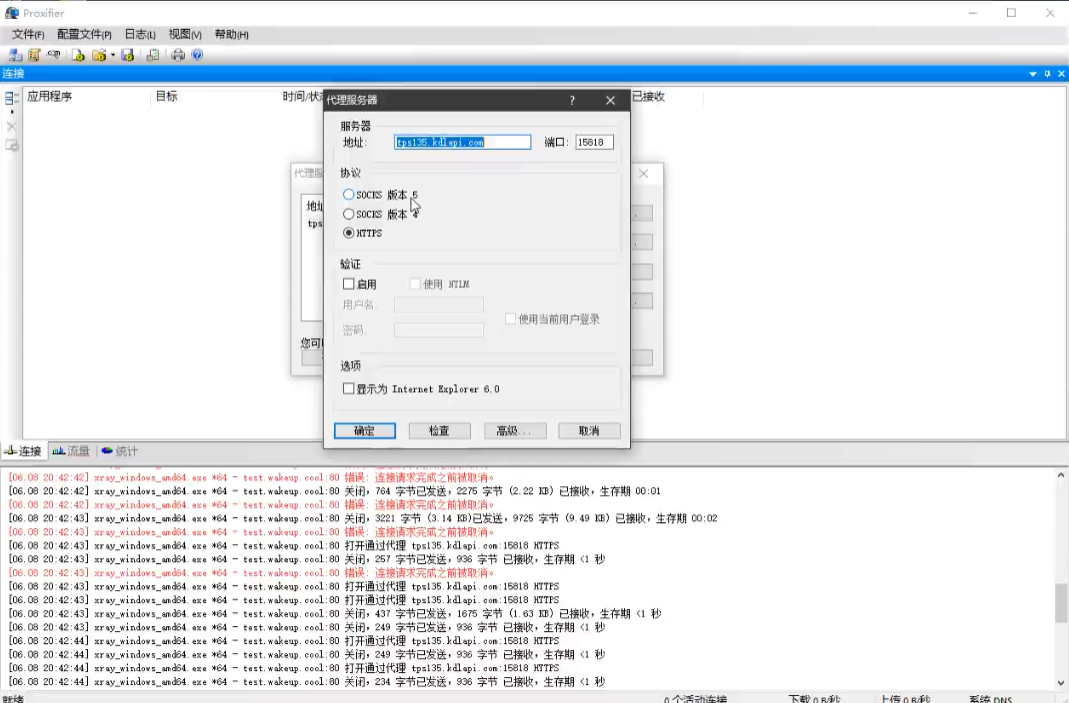 Proxifier
文件(F) 配置文件(P) 日志(L) 视图(V) 帮助(H)
连接
应用程序 目标 时间/状 已接收
代理服务器
服务器
地址: tps135.kdlapi.com 端口: 15818
协议
SOCKS 版本 5
SOCKS 版本 4
HTTPS
验证
启用 使用 NTLM
用户名:
密码:
使用当前用户登录
选项
显示为 Internet Explorer 6.0
确定 检查 高级... 取消
代理服
地址
tps
您可
连接 流量 统计
[06.08 20:42:42] xray_windows_amd64.exe *64 - test.wakeup.cool:80 错误: 连接请求完成之前被取消。
[06.08 20:42:42] xray_windows_amd64.exe *64 - test.wakeup.cool:80 关闭, 764 字节已发送, 2275 字节 (2.22 KB) 已接收, 生存期 00:01
[06.08 20:42:42] xray_windows_amd64.exe *64 - test.wakeup.cool:80 错误: 连接请求完成之前被取消。
[06.08 20:42:43] xray_windows_amd64.exe *64 - test.wakeup.cool:80 关闭, 3221 字节 (3.14 KB)已发送, 9725 字节 (9.49 KB) 已接收, 生存期 00:02
[06.08 20:42:43] xray_windows_amd64.exe *64 - test.wakeup.cool:80 错误: 连接请求完成之前被取消。
[06.08 20:42:43] xray_windows_amd64.exe *64 - test.wakeup.cool:80 打开通过代理 tps135.kdlapi.com:15818 HTTPS
[06.08 20:42:43] xray_windows_amd64.exe *64 - test.wakeup.cool:80 关闭, 257 字节已发送, 936 字节 已接收, 生存期 <1 秒
[06.08 20:42:43] xray_windows_amd64.exe *64 - test.wakeup.cool:80 错误: 连接请求完成之前被取消。
[06.08 20:42:43] xray_windows_amd64.exe *64 - test.wakeup.cool:80 打开通过代理 tps135.kdlapi.com:15818 HTTPS
[06.08 20:42:43] xray_windows_amd64.exe *64 - test.wakeup.cool:80 打开通过代理 tps135.kdlapi.com:15818 HTTPS
[06.08 20:42:43] xray_windows_amd64.exe *64 - test.wakeup.cool:80 关闭, 437 字节已发送, 1675 字节 (1.63 KB) 已接收, 生存期 <1 秒
[06.08 20:42:43] xray_windows_amd64.exe *64 - test.wakeup.cool:80 关闭, 249 字节已发送, 936 字节 已接收, 生存期 <1 秒
[06.08 20:42:44] xray_windows_amd64.exe *64 - test.wakeup.cool:80 打开通过代理 tps135.kdlapi.com:15818 HTTPS
[06.08 20:42:44] xray_windows_amd64.exe *64 - test.wakeup.cool:80 关闭, 249 字节已发送, 936 字节 已接收, 生存期 <1 秒
[06.08 20:42:44] xray_windows_amd64.exe *64 - test.wakeup.cool:80 打开通过代理 tps135.kdlapi.com:15818 HTTPS
[06.08 20:42:44] xray_windows_amd64.exe *64 - test.wakeup.cool:80 关闭, 234 字节已发送, 936 字节 已接收, 生存期 <1 秒
就绪 0 个活动连接 下载 0 B/秒 上传 0 B/秒 系统 DNS